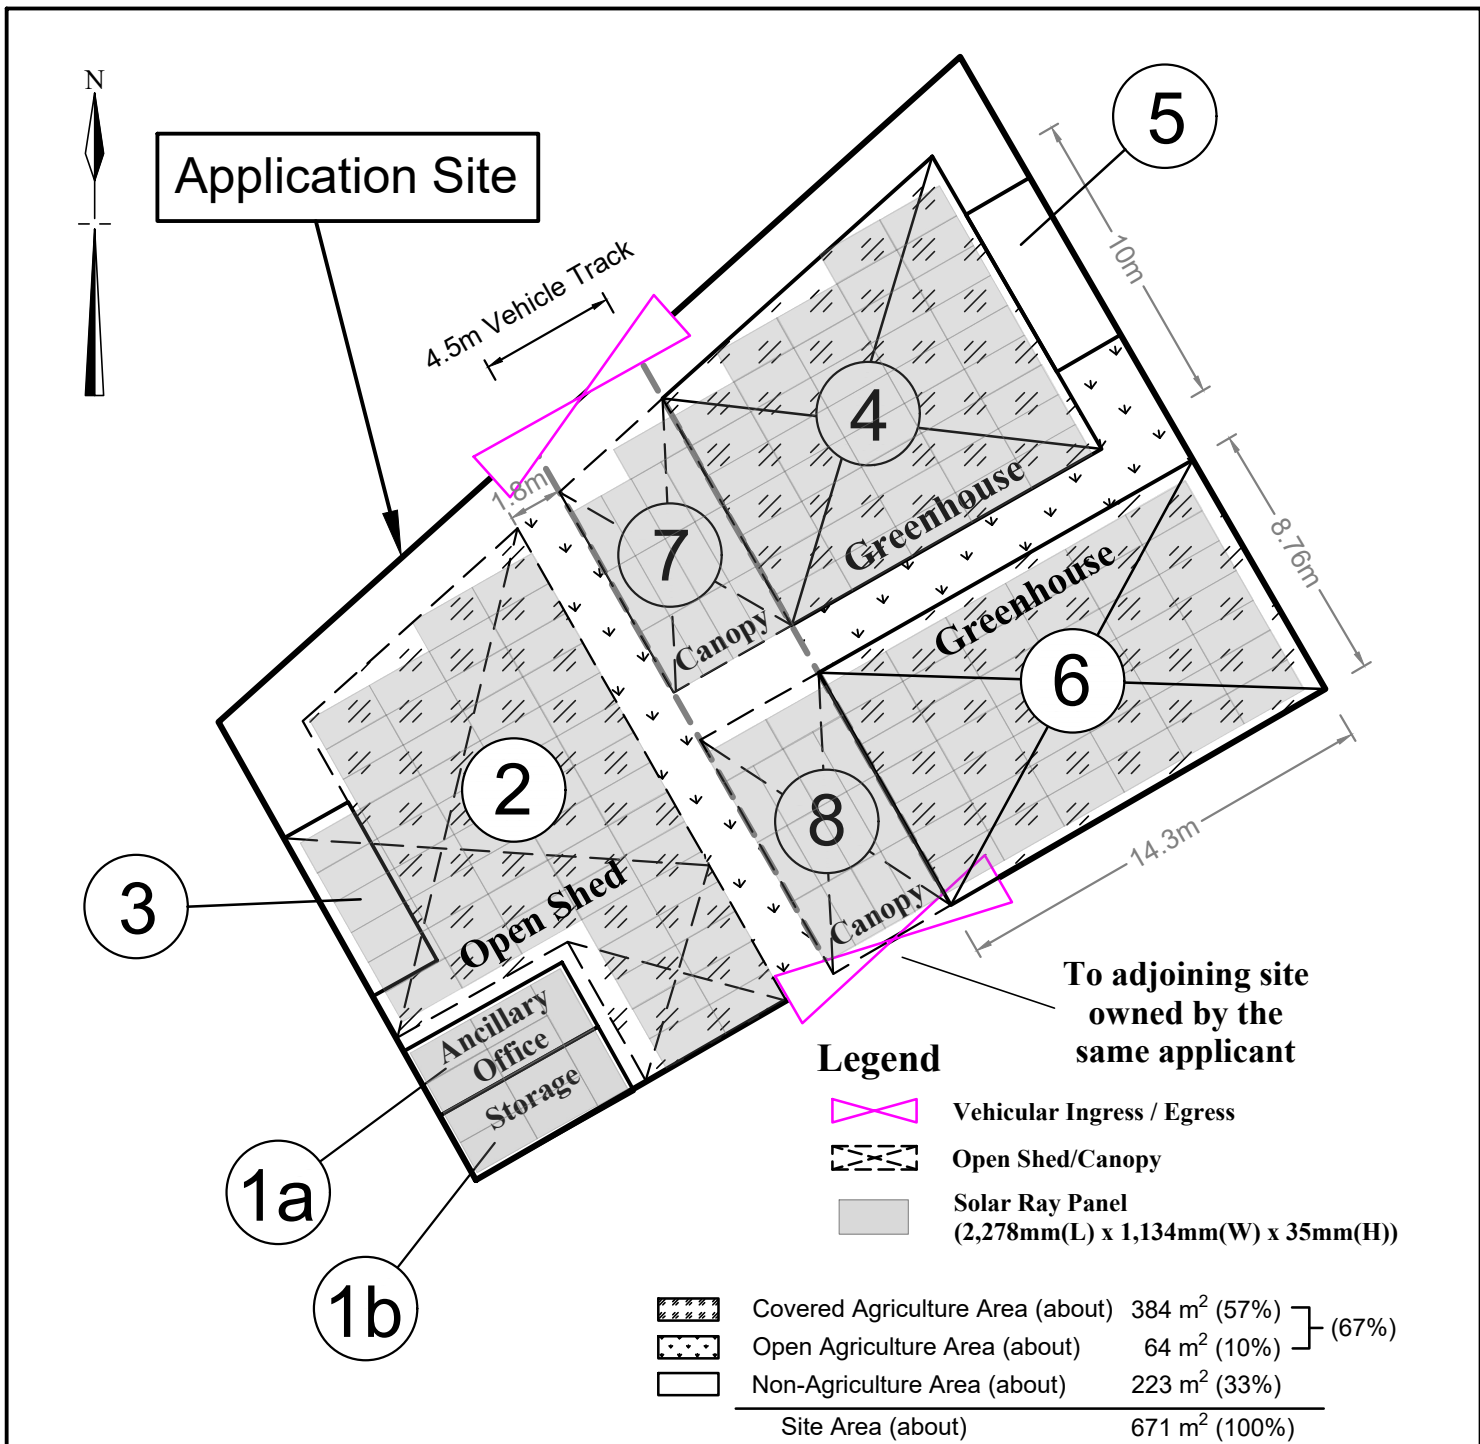 N
Application Site
5
10m
4.5m Vehicle Track
1.8m
4
Greenhouse
7
Canopy
8.76m
Greenhouse
6
2
Open Shed
8
Canopy
14.3m
3
To adjoining site
owned by the
same applicant
Ancillary
Office
Storage
1a
1b
Legend
Vehicular Ingress / Egress
Open Shed/Canopy
Solar Ray Panel
(2,278mm(L) x 1,134mm(W) x 35mm(H))
Covered Agriculture Area (about) 384 m² (57%)
(67%)
Open Agriculture Area (about) 64 m² (10%)
Non-Agriculture Area (about) 223 m² (33%)
Site Area (about) 671 m² (100%)